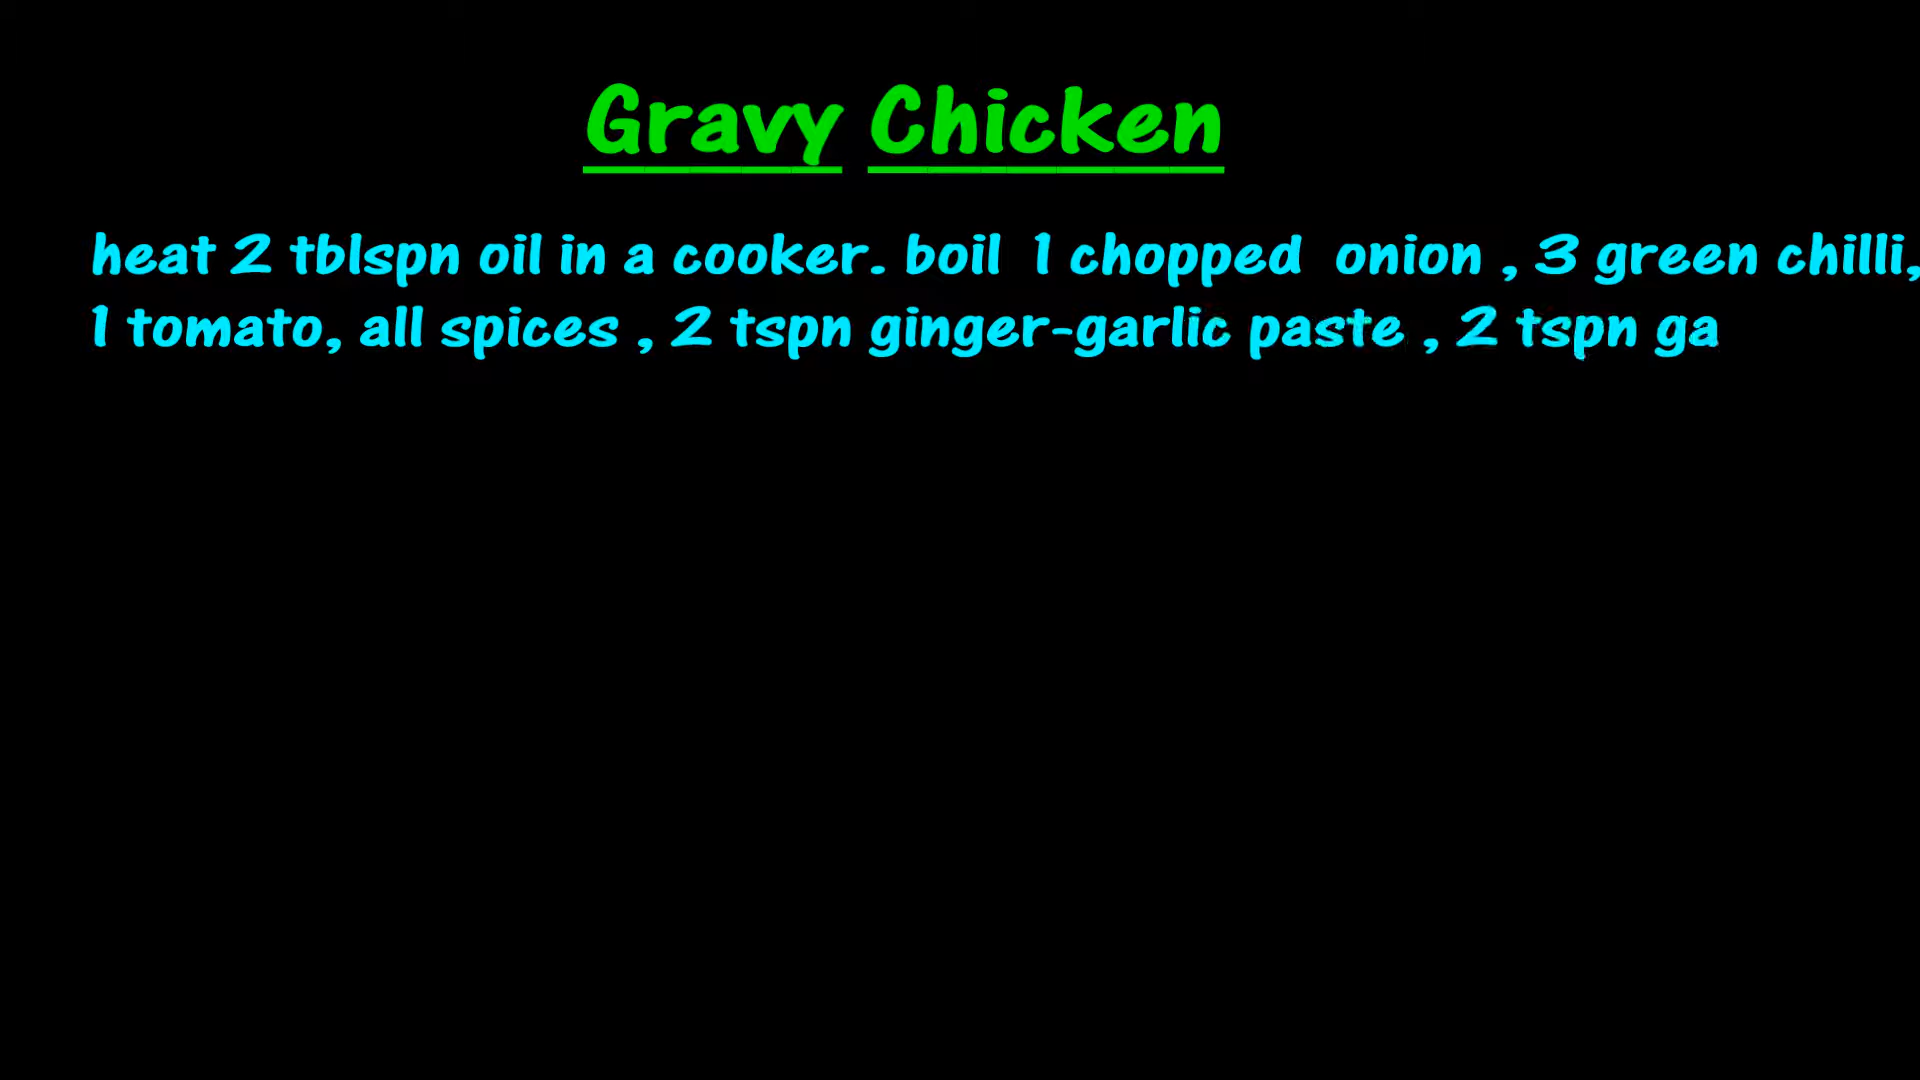 Gravy Chicken
heat 2 tblspn oil in a cooker. boil 1 chopped onion , 3 green chilli,
1 tomato, all spices , 2 tspn ginger-garlic paste , 2 tspn ga